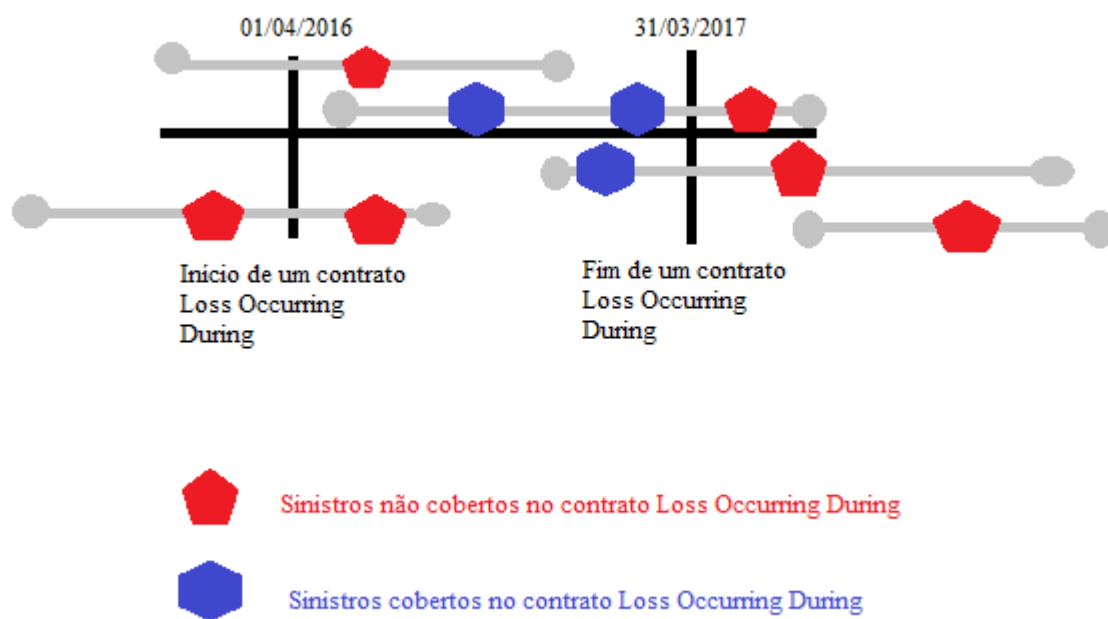 01/04/2016
31/03/2017
Início de um contrato
Loss Occurring
During
Fim de um contrato
Loss Occurring
During
Sinistros não cobertos no contrato Loss Occurring During
Sinistros cobertos no contrato Loss Occurring During